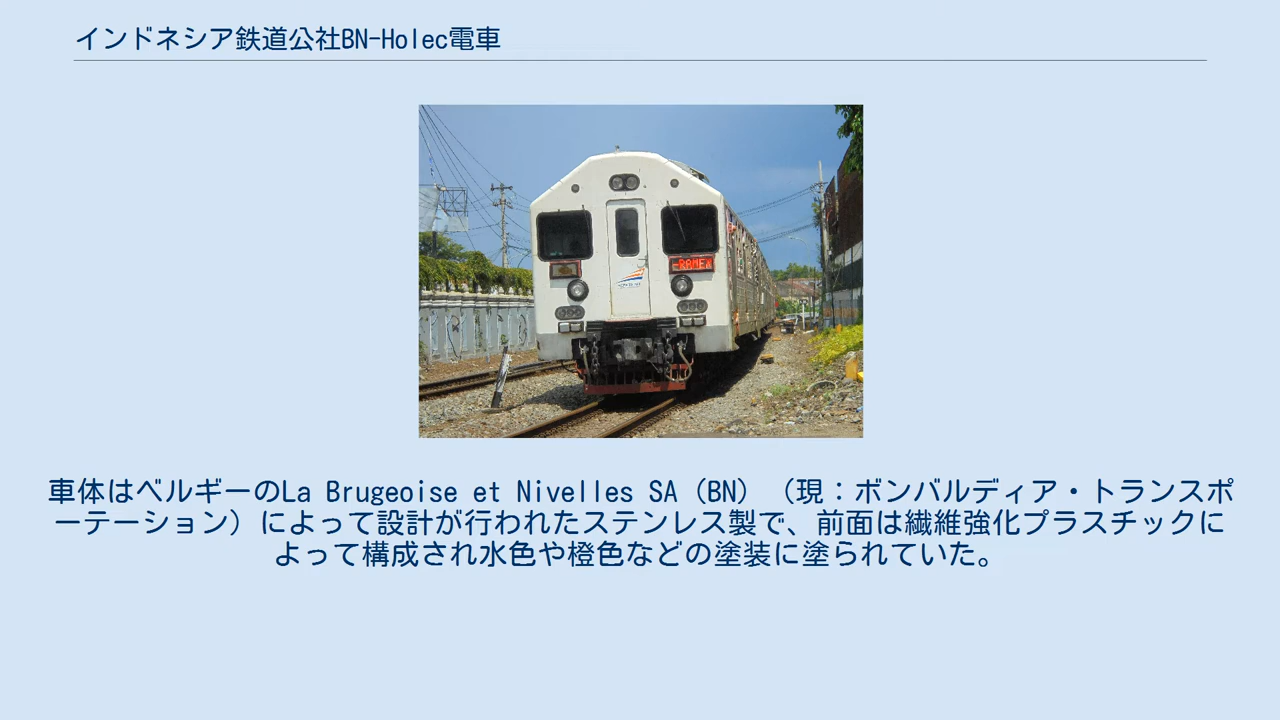 インドネシア鉄道公社BN-Holec電車
車体はベルギーのLa Brugeoise et Nivelles SA（BN）（現：ボンバルディア・トランスポ
ーテーション）によって設計が行われたステンレス製で、前面は繊維強化プラスチックに
よって構成され水色や橙色などの塗装に塗られていた。